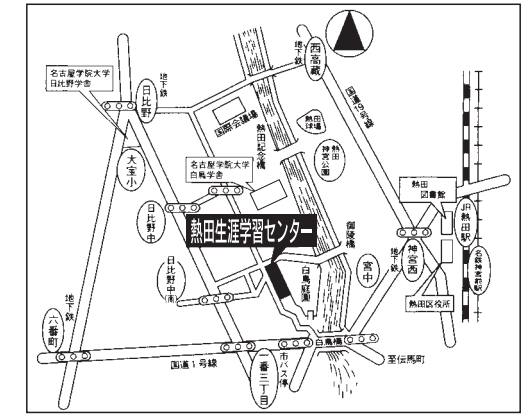 西高蔵
地下鉄
国道19号線
名古屋学院大学
日比野学舎
日比野
地下鉄
国際会議場
熱田記念橋
熱田
球場
熱田
神宮公園
大宝小
名古屋学院大学
白鳥学舎
熱田
図書館
JR熱田駅
名鉄神宮前駅
日比野中
熱田生涯学習センター
御陵橋
宮中
神宮西
地下鉄
日比野中(南)
白鳥庭園
熱田区役所
地下鉄
六番町
国道1号線
一番三丁目
市バス停
白鳥橋
至伝馬町